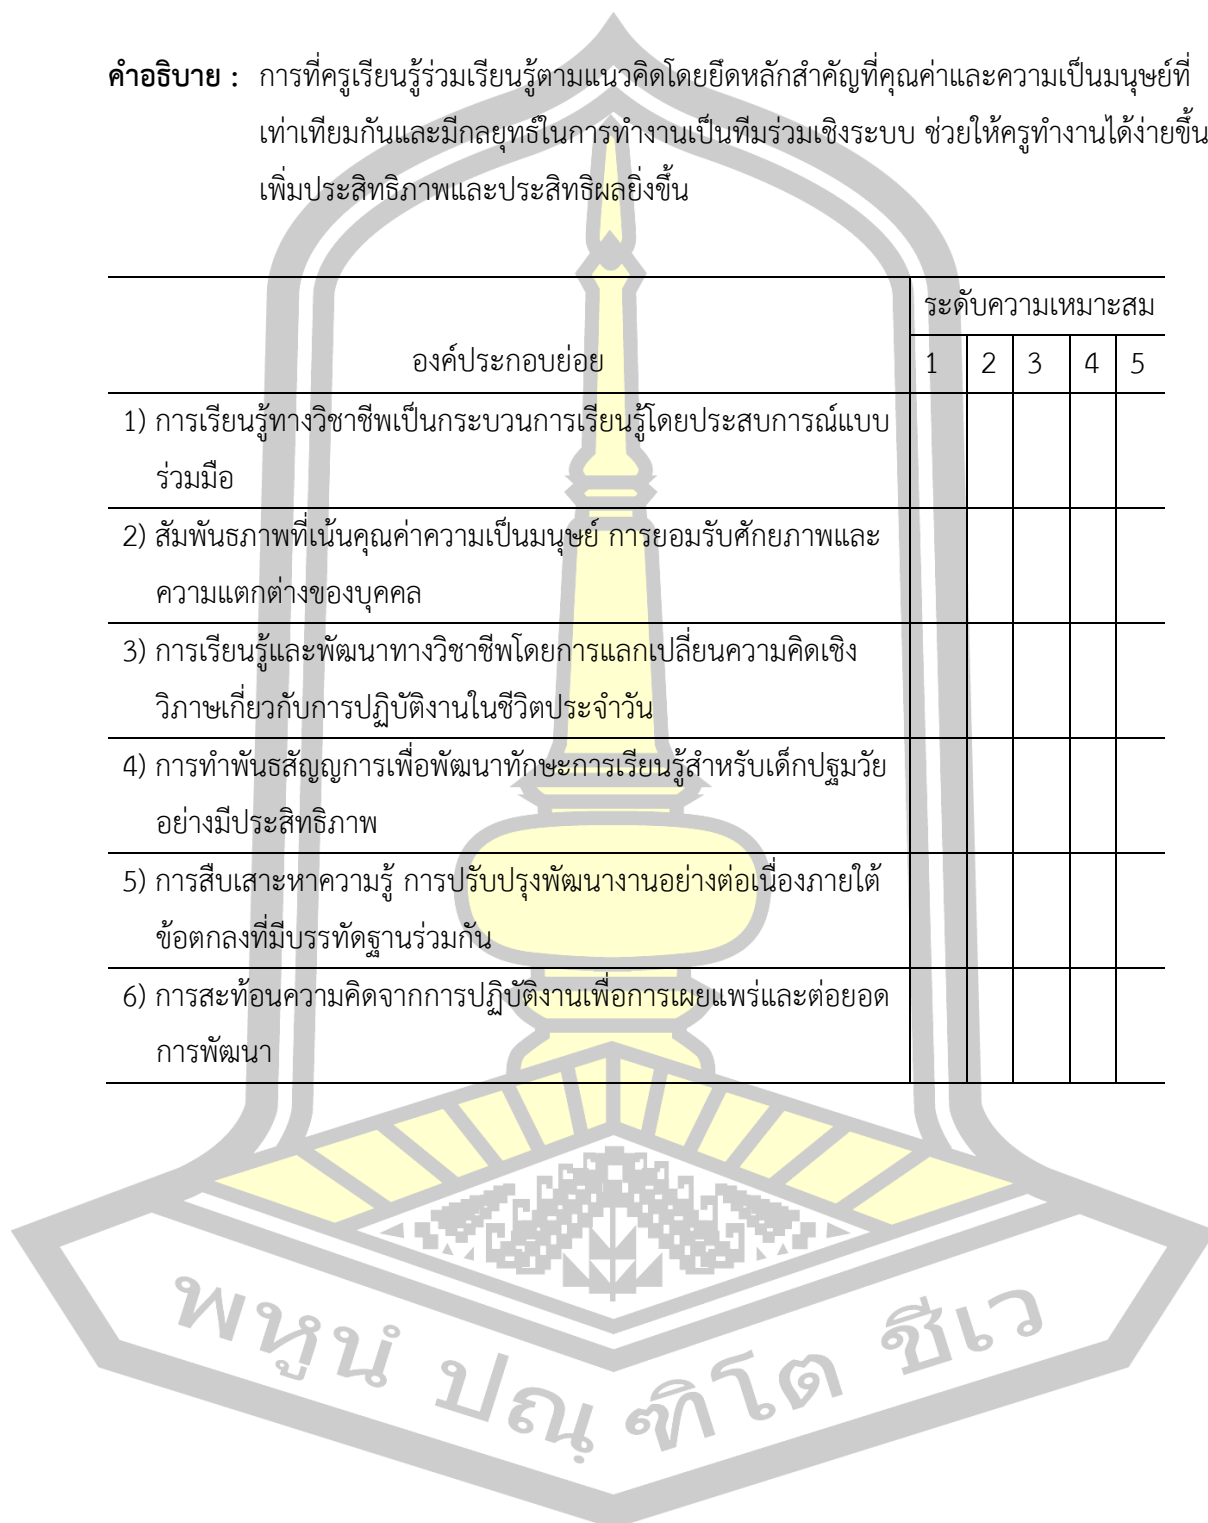 คำอธิบาย : การที่ครูเรียนรู้ร่วมเรียนรู้ตามแนวคิดโดยยึดหลักสำคัญที่คุณค่าและความเป็นมนุษย์ที่
เท่าเทียมกันและมีกลยุทธ์ในการทำงานเป็นทีมร่วมเชิงระบบ ช่วยให้ครูทำงานได้ง่ายขึ้น
เพิ่มประสิทธิภาพและประสิทธิผลยิ่งขึ้น
ระดับความเหมาะสม
องค์ประกอบย่อย 1 2 3 4 5
1) การเรียนรู้ทางวิชาชีพเป็นกระบวนการเรียนรู้โดยประสบการณ์แบบ
ร่วมมือ
2) สัมพันธภาพที่เน้นคุณค่าความเป็นมนุษย์ การยอมรับศักยภาพและ
ความแตกต่างของบุคคล
3) การเรียนรู้และพัฒนาทางวิชาชีพโดยการแลกเปลี่ยนความคิดเชิง
วิภาษเกี่ยวกับการปฏิบัติงานในชีวิตประจำวัน
4) การทำพันธสัญญการเพื่อพัฒนาทักษะการเรียนรู้สำหรับเด็กปฐมวัย
อย่างมีประสิทธิภาพ
5) การสืบเสาะหาความรู้ การปรับปรุงพัฒนางานอย่างต่อเนื่องภายใต้
ข้อตกลงที่มีบรรทัดฐานร่วมกัน
6) การสะท้อนความคิดจากการปฏิบัติงานเพื่อการเผยแพร่และต่อยอด
การพัฒนา
พหูนํ ปณฺฑิโต ชีเว